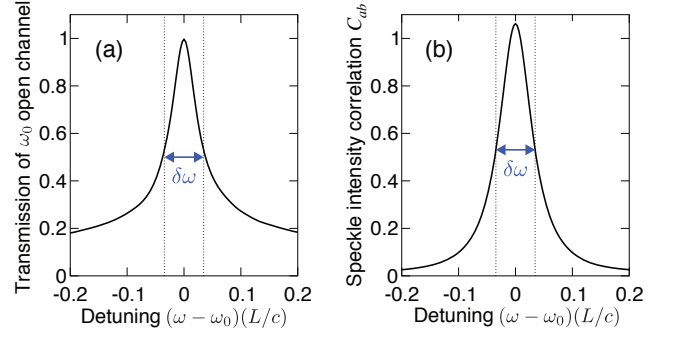 Transmission of ω₀ open channel
(a)
1
0.8
0.6
0.4
0.2
0
δω
-0.2 -0.1 0 0.1 0.2
Detuning (ω − ω₀)(L/c)
Speckle intensity correlation C_ab
(b)
1
0.8
0.6
0.4
0.2
0
δω
-0.2 -0.1 0 0.1 0.2
Detuning (ω − ω₀)(L/c)